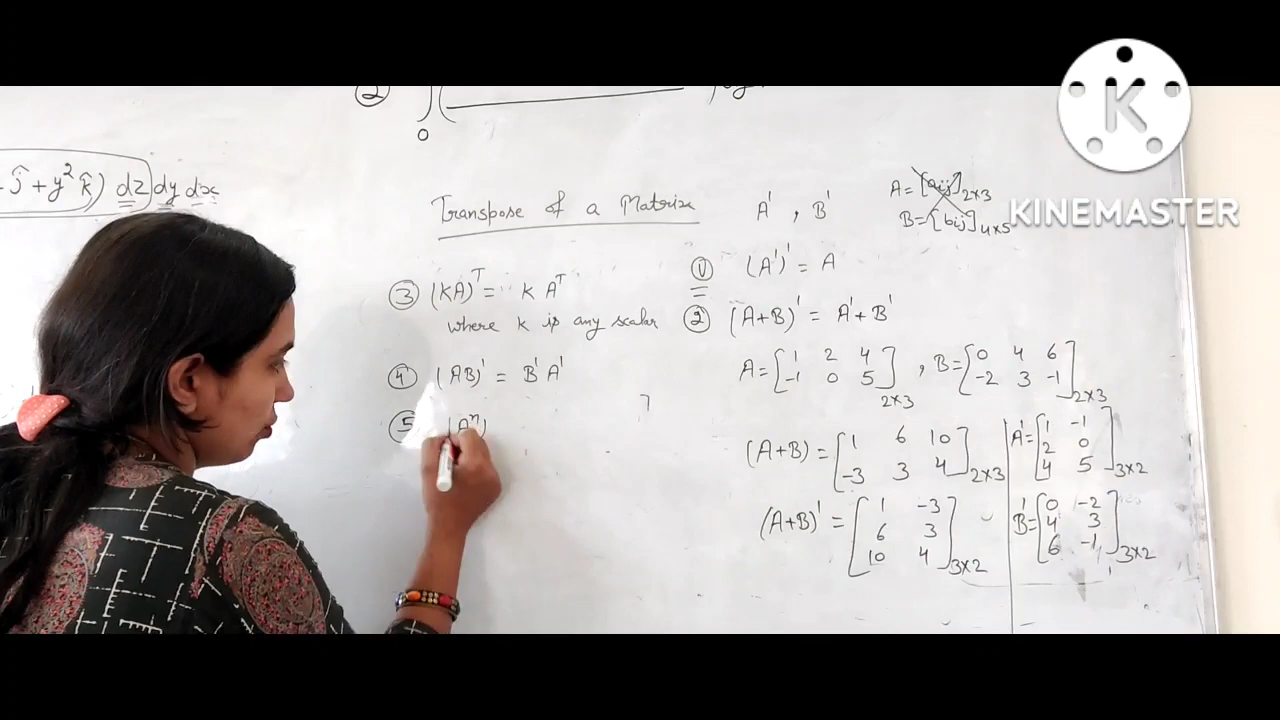 ②
0
ĵ + y² k̂) dz dy dx
Transpose of a Matrix A', B'
A = [aij]2×3
B = [bij]4×5
KINEMASTER
① (A')' = A
② (A+B)' = A' + B'
A = [1 2 4; -1 0 5]2×3 , B = [0 4 6; -2 3 -1]2×3
(A+B) = [1 6 10; -3 3 4]2×3
A' = [1 -1; 2 0; 4 5]3×2
(A+B)' = [1 -3; 6 3; 10 4]3×2
B' = [0 -2; 4 3; 6 -1]3×2
③ (KA)ᵀ = K Aᵀ
where K is any scalar
④ (AB)' = B' A'
⑤ (Aⁿ)